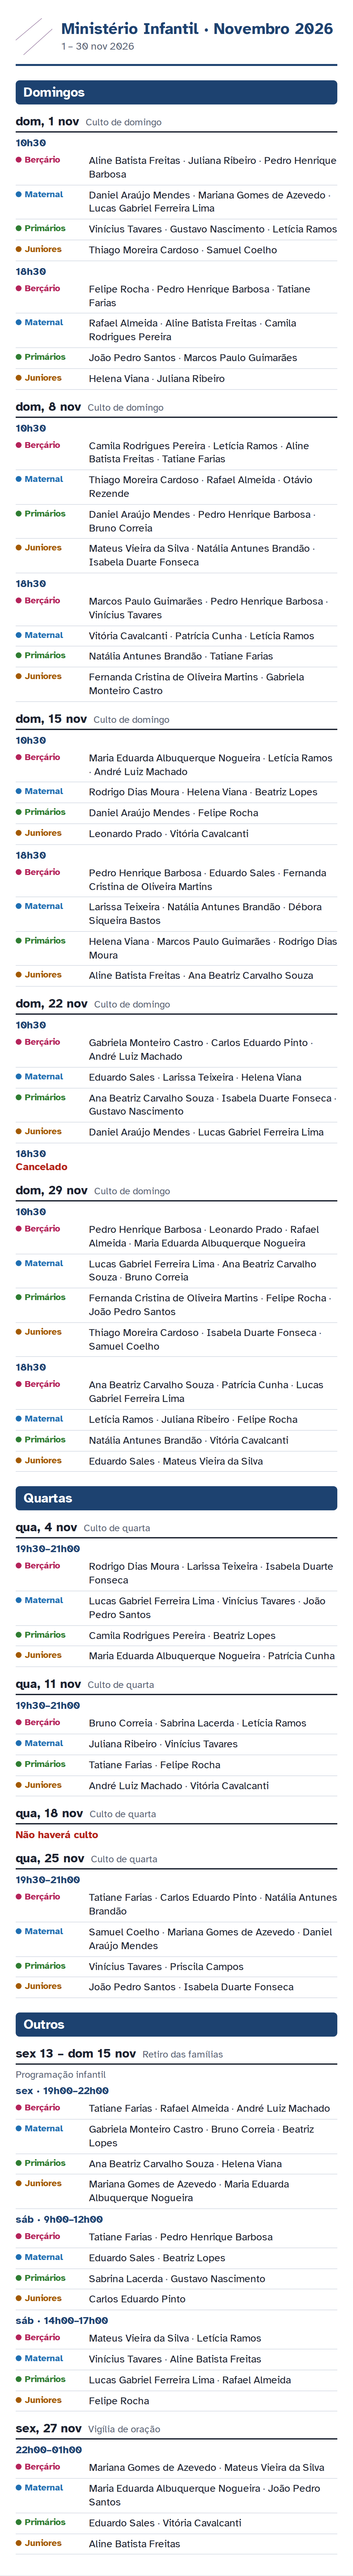 Ministério Infantil · Novembro 2026
1 – 30 nov 2026
Domingos
dom, 1 nov Culto de domingo
10h30
Berçário Aline Batista Freitas · Juliana Ribeiro · Pedro Henrique
Barbosa
Maternal Daniel Araújo Mendes · Mariana Gomes de Azevedo ·
Lucas Gabriel Ferreira Lima
Primários Vinícius Tavares · Gustavo Nascimento · Letícia Ramos
Juniores Thiago Moreira Cardoso · Samuel Coelho
18h30
Berçário Felipe Rocha · Pedro Henrique Barbosa · Tatiane
Farias
Maternal Rafael Almeida · Aline Batista Freitas · Camila
Rodrigues Pereira
Primários João Pedro Santos · Marcos Paulo Guimarães
Juniores Helena Viana · Juliana Ribeiro
dom, 8 nov Culto de domingo
10h30
Berçário Camila Rodrigues Pereira · Letícia Ramos · Aline
Batista Freitas · Tatiane Farias
Maternal Thiago Moreira Cardoso · Rafael Almeida · Otávio
Rezende
Primários Daniel Araújo Mendes · Pedro Henrique Barbosa ·
Bruno Correia
Juniores Mateus Vieira da Silva · Natália Antunes Brandão ·
Isabela Duarte Fonseca
18h30
Berçário Marcos Paulo Guimarães · Pedro Henrique Barbosa ·
Vinícius Tavares
Maternal Vitória Cavalcanti · Patrícia Cunha · Letícia Ramos
Primários Natália Antunes Brandão · Tatiane Farias
Juniores Fernanda Cristina de Oliveira Martins · Gabriela
Monteiro Castro
dom, 15 nov Culto de domingo
10h30
Berçário Maria Eduarda Albuquerque Nogueira · Letícia Ramos
· André Luiz Machado
Maternal Rodrigo Dias Moura · Helena Viana · Beatriz Lopes
Primários Daniel Araújo Mendes · Felipe Rocha
Juniores Leonardo Prado · Vitória Cavalcanti
18h30
Berçário Pedro Henrique Barbosa · Eduardo Sales · Fernanda
Cristina de Oliveira Martins
Maternal Larissa Teixeira · Natália Antunes Brandão · Débora
Siqueira Bastos
Primários Helena Viana · Marcos Paulo Guimarães · Rodrigo Dias
Moura
Juniores Aline Batista Freitas · Ana Beatriz Carvalho Souza
dom, 22 nov Culto de domingo
10h30
Berçário Gabriela Monteiro Castro · Carlos Eduardo Pinto ·
André Luiz Machado
Maternal Eduardo Sales · Larissa Teixeira · Helena Viana
Primários Ana Beatriz Carvalho Souza · Isabela Duarte Fonseca ·
Gustavo Nascimento
Juniores Daniel Araújo Mendes · Lucas Gabriel Ferreira Lima
18h30
Cancelado
dom, 29 nov Culto de domingo
10h30
Berçário Pedro Henrique Barbosa · Leonardo Prado · Rafael
Almeida · Maria Eduarda Albuquerque Nogueira
Maternal Lucas Gabriel Ferreira Lima · Ana Beatriz Carvalho
Souza · Bruno Correia
Primários Fernanda Cristina de Oliveira Martins · Felipe Rocha ·
João Pedro Santos
Juniores Thiago Moreira Cardoso · Isabela Duarte Fonseca ·
Samuel Coelho
18h30
Berçário Ana Beatriz Carvalho Souza · Patrícia Cunha · Lucas
Gabriel Ferreira Lima
Maternal Letícia Ramos · Juliana Ribeiro · Felipe Rocha
Primários Natália Antunes Brandão · Vitória Cavalcanti
Juniores Eduardo Sales · Mateus Vieira da Silva
Quartas
qua, 4 nov Culto de quarta
19h30–21h00
Berçário Rodrigo Dias Moura · Larissa Teixeira · Isabela Duarte
Fonseca
Maternal Lucas Gabriel Ferreira Lima · Vinícius Tavares · João
Pedro Santos
Primários Camila Rodrigues Pereira · Beatriz Lopes
Juniores Maria Eduarda Albuquerque Nogueira · Patrícia Cunha
qua, 11 nov Culto de quarta
19h30–21h00
Berçário Bruno Correia · Sabrina Lacerda · Letícia Ramos
Maternal Juliana Ribeiro · Vinícius Tavares
Primários Tatiane Farias · Felipe Rocha
Juniores André Luiz Machado · Vitória Cavalcanti
qua, 18 nov Culto de quarta
Não haverá culto
qua, 25 nov Culto de quarta
19h30–21h00
Berçário Tatiane Farias · Carlos Eduardo Pinto · Natália Antunes
Brandão
Maternal Samuel Coelho · Mariana Gomes de Azevedo · Daniel
Araújo Mendes
Primários Vinícius Tavares · Priscila Campos
Juniores João Pedro Santos · Isabela Duarte Fonseca
Outros
sex 13 – dom 15 nov Retiro das famílias
Programação infantil
sex · 19h00–22h00
Berçário Tatiane Farias · Rafael Almeida · André Luiz Machado
Maternal Gabriela Monteiro Castro · Bruno Correia · Beatriz
Lopes
Primários Ana Beatriz Carvalho Souza · Helena Viana
Juniores Mariana Gomes de Azevedo · Maria Eduarda
Albuquerque Nogueira
sáb · 9h00–12h00
Berçário Tatiane Farias · Pedro Henrique Barbosa
Maternal Eduardo Sales · Beatriz Lopes
Primários Sabrina Lacerda · Gustavo Nascimento
Juniores Carlos Eduardo Pinto
sáb · 14h00–17h00
Berçário Mateus Vieira da Silva · Letícia Ramos
Maternal Vinícius Tavares · Aline Batista Freitas
Primários Lucas Gabriel Ferreira Lima · Rafael Almeida
Juniores Felipe Rocha
sex, 27 nov Vigília de oração
22h00–01h00
Berçário Mariana Gomes de Azevedo · Mateus Vieira da Silva
Maternal Maria Eduarda Albuquerque Nogueira · João Pedro
Santos
Primários Eduardo Sales · Vitória Cavalcanti
Juniores Aline Batista Freitas